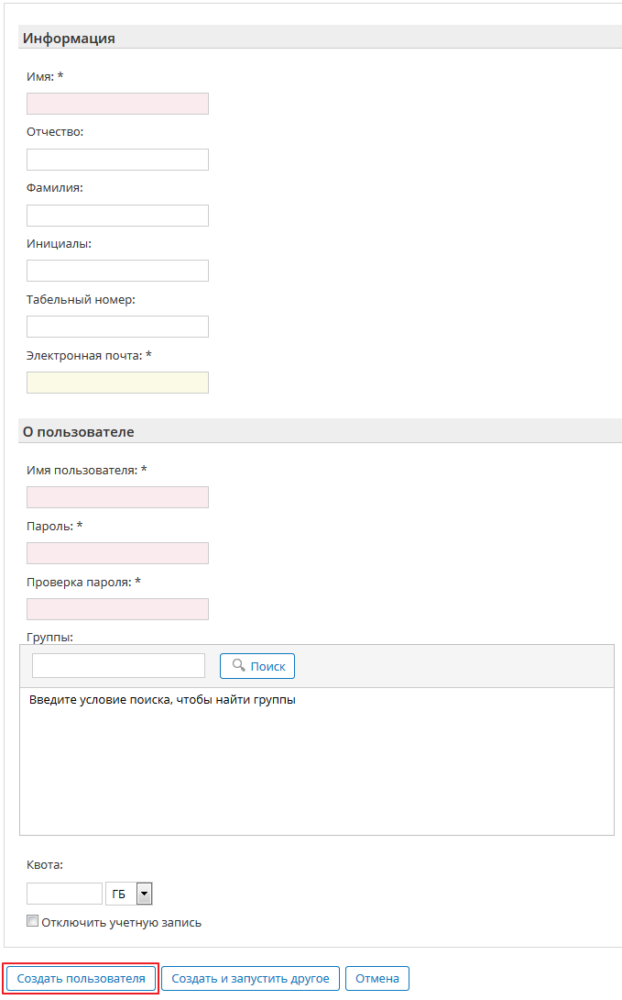 Информация
Имя: *
Отчество:
Фамилия:
Инициалы:
Табельный номер:
Электронная почта: *
О пользователе
Имя пользователя: *
Пароль: *
Проверка пароля: *
Группы:
Поиск
Введите условие поиска, чтобы найти группы
Квота:
ГБ
Отключить учетную запись
Создать пользователя Создать и запустить другое Отмена